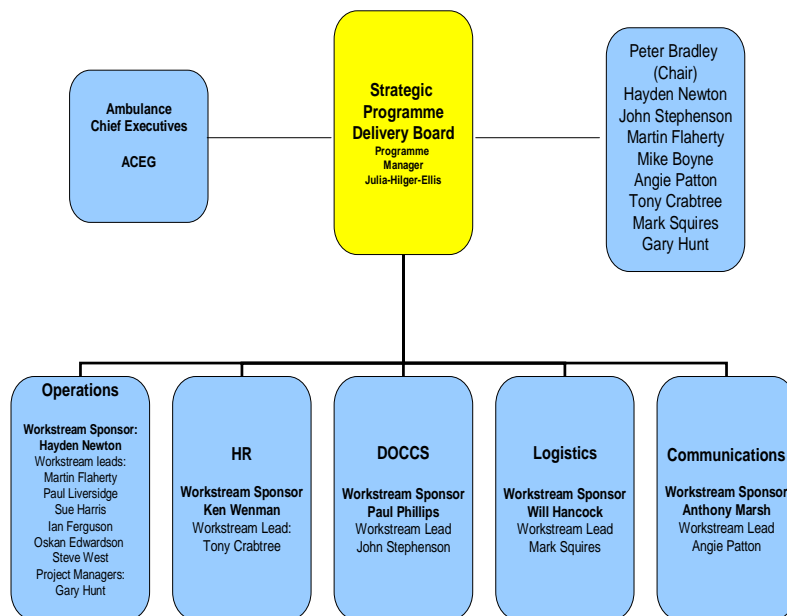 Ambulance
Chief Executives
ACEG
Strategic
Programme
Delivery Board
Programme
Manager
Julia-Hilger-Ellis
Peter Bradley
(Chair)
Hayden Newton
John Stephenson
Martin Flaherty
Mike Boyne
Angie Patton
Tony Crabtree
Mark Squires
Gary Hunt
Operations
Workstream Sponsor:
Hayden Newton
Workstream leads:
Martin Flaherty
Paul Liversidge
Sue Harris
Ian Ferguson
Oskan Edwardson
Steve West
Project Managers:
Gary Hunt
HR
Workstream Sponsor
Ken Wenman
Workstream Lead:
Tony Crabtree
DOCCS
Workstream Sponsor
Paul Phillips
Workstream Lead
John Stephenson
Logistics
Workstream Sponsor
Will Hancock
Workstream Lead
Mark Squires
Communications
Workstream Sponsor
Anthony Marsh
Workstream Lead
Angie Patton